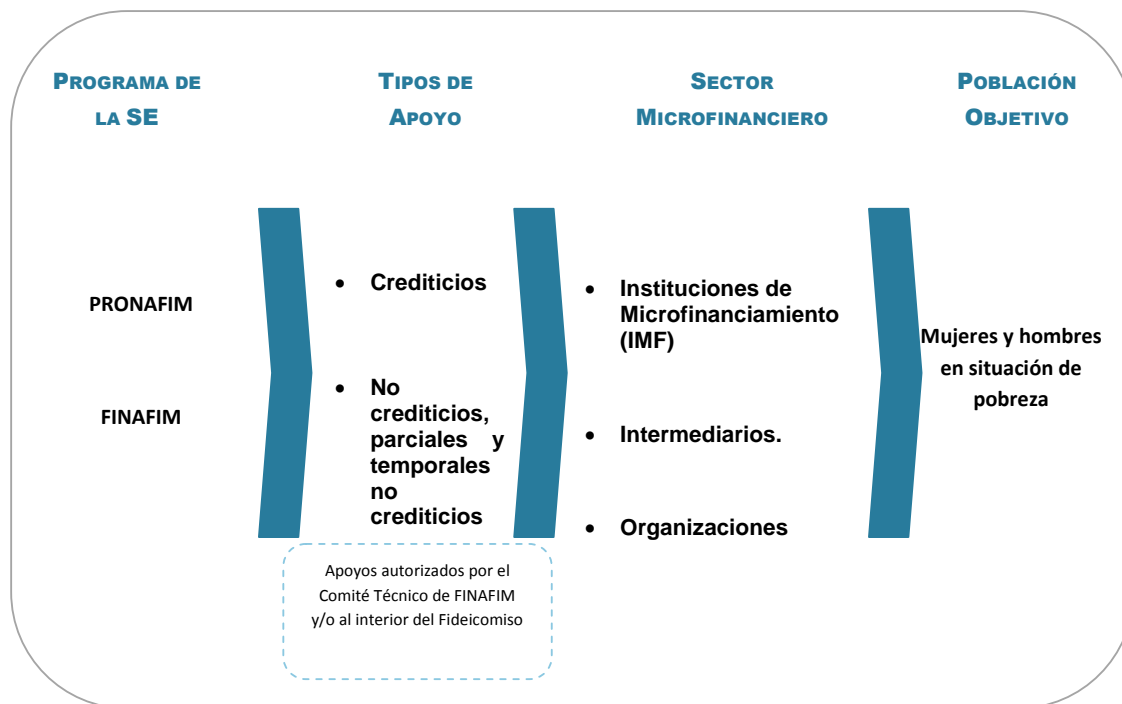 PROGRAMA DE
LA SE
TIPOS DE
APOYO
SECTOR
MICROFINANCIERO
POBLACIÓN
OBJETIVO
PRONAFIM
FINAFIM
• Crediticios
• No
crediticios,
parciales y
temporales
no
crediticios
Apoyos autorizados por el
Comité Técnico de FINAFIM
y/o al interior del Fideicomiso
• Instituciones de
Microfinanciamiento
(IMF)
• Intermediarios.
• Organizaciones
Mujeres y hombres
en situación de
pobreza